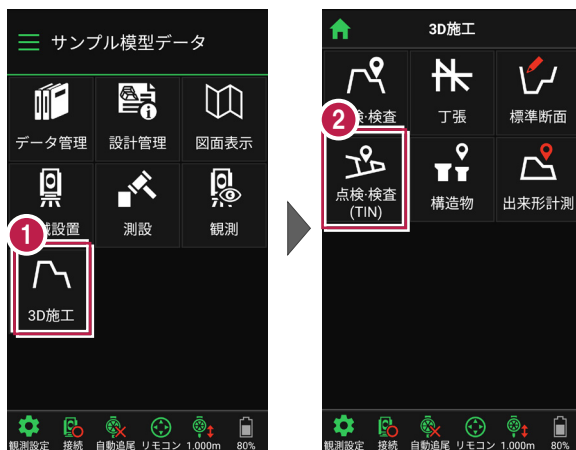 サンプル模型データ
データ管理
設計管理
図面表示
械設置
測設
観測
1
3D施工
観測設定
接続
自動追尾
リモコン
1.000m
80%
3D施工
2
検・検査
丁張
標準断面
点検・検査
(TIN)
構造物
出来形計測
観測設定
接続
自動追尾
リモコン
1.000m
80%